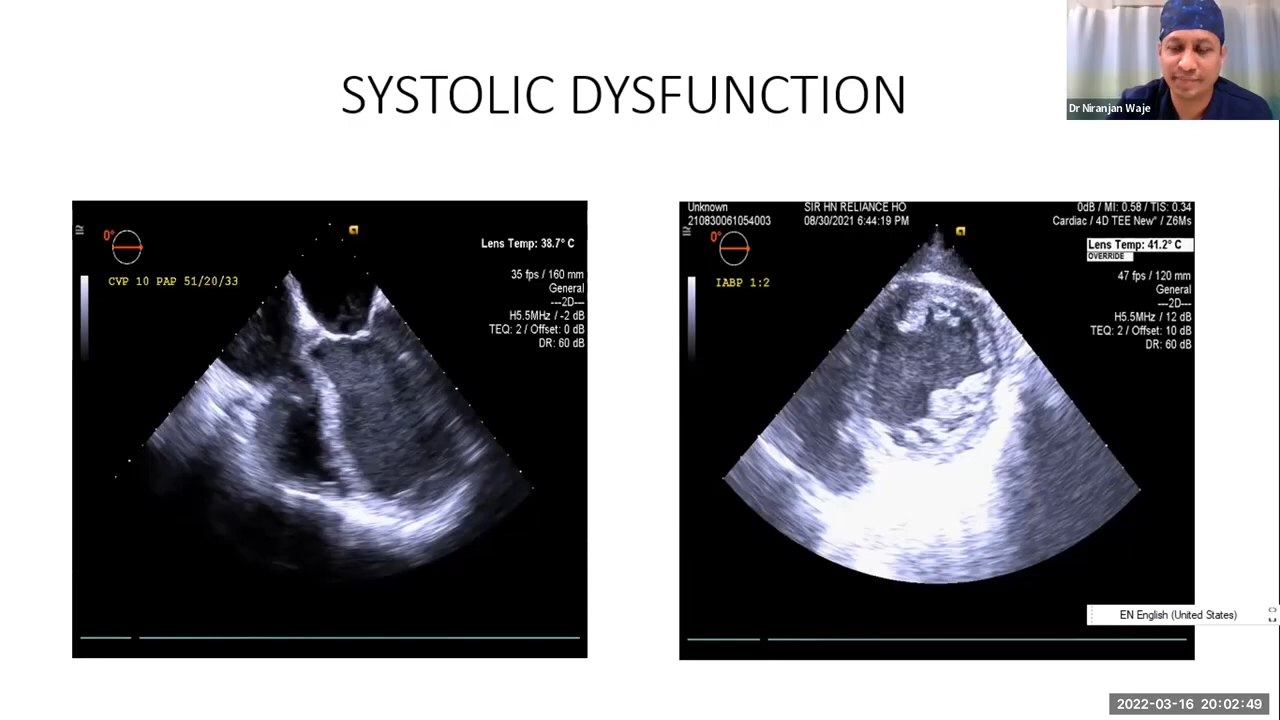 SYSTOLIC DYSFUNCTION
Dr Niranjan Waje
0°
CVP 10 PAP 51/20/33
Lens Temp: 38.7° C
35 fps / 160 mm
General
---2D---
H5.5MHz / -2 dB
TEQ: 2 / Offset: 0 dB
DR: 60 dB
Unknown
210830061054003
SIR HN RELIANCE HO
08/30/2021 6:44:19 PM
0dB / MI: 0.58 / TIS: 0.34
Cardiac / 4D TEE New* / Z6Ms
0°
IABP 1:2
Lens Temp: 41.2° C
OVERRIDE
47 fps / 120 mm
General
---2D---
H5.5MHz / 12 dB
TEQ: 2 / Offset: 10 dB
DR: 60 dB
EN English (United States)
2022-03-16 20:02:49